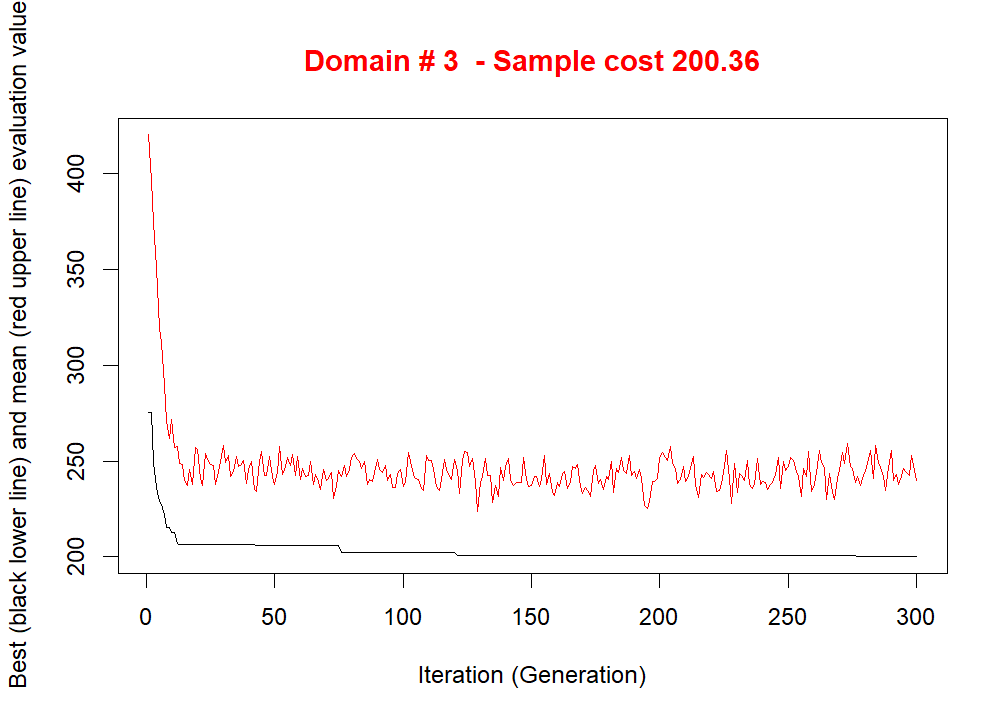 Domain # 3  - Sample cost 200.36
Best (black lower line) and mean (red upper line) evaluation value
400
350
300
250
200
0 50 100 150 200 250 300
Iteration (Generation)